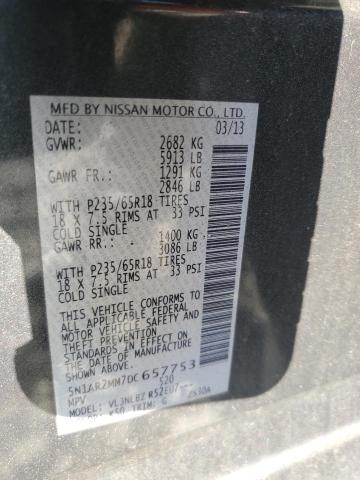 MFD BY NISSAN MOTOR CO., LTD.
DATE: 03/13
GVWR: 2682 KG
5913 LB
GAWR FR.: 1291 KG
2846 LB
WITH P235/65R18 TIRES
18 X 7.5 RIMS AT 33 PSI
COLD SINGLE
GAWR RR.: 1400 KG
3086 LB
WITH P235/65R18 TIRES
18 X 7.5 RIMS AT 33 PSI
COLD SINGLE
THIS VEHICLE CONFORMS TO
ALL APPLICABLE U.S. FEDERAL
MOTOR VEHICLE SAFETY
STANDARDS IN EFFECT
THEFT PREVENTION
ON THE DATE OF
MANUFACTURE SHOWN ABOVE.
5N1AR2MM7DC657753
MPV S20
K50 TRIM: G